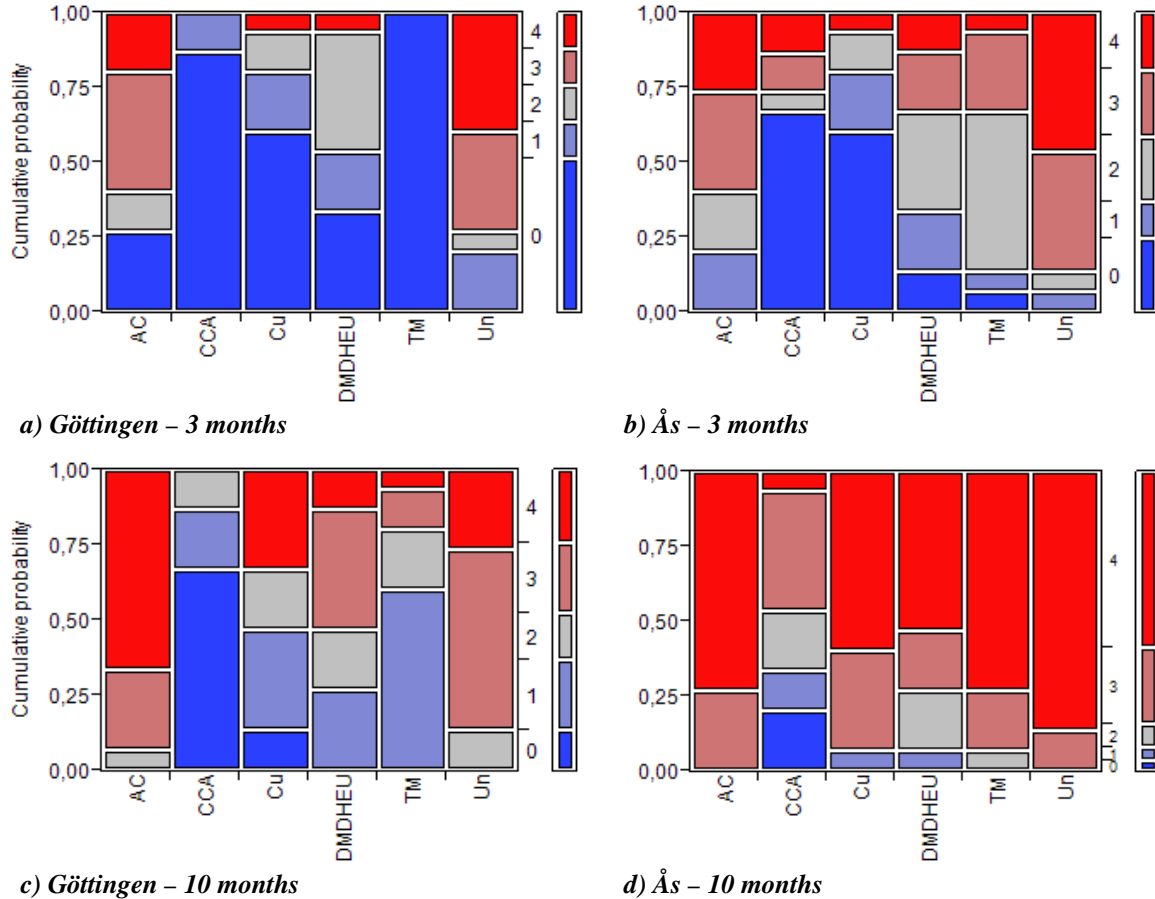 Cumulative probability
1,00
0,75
0,50
0,25
0,00
AC
CCA
Cu
DMDHEU
TM
Un
4
3
2
1
0
a) Göttingen – 3 months
1,00
0,75
0,50
0,25
0,00
AC
CCA
Cu
DMDHEU
TM
Un
4
3
2
1
0
b) Ås – 3 months
Cumulative probability
1,00
0,75
0,50
0,25
0,00
AC
CCA
Cu
DMDHEU
TM
Un
4
3
2
1
0
c) Göttingen – 10 months
1,00
0,75
0,50
0,25
0,00
AC
CCA
Cu
DMDHEU
TM
Un
4
3
2
1
0
d) Ås – 10 months